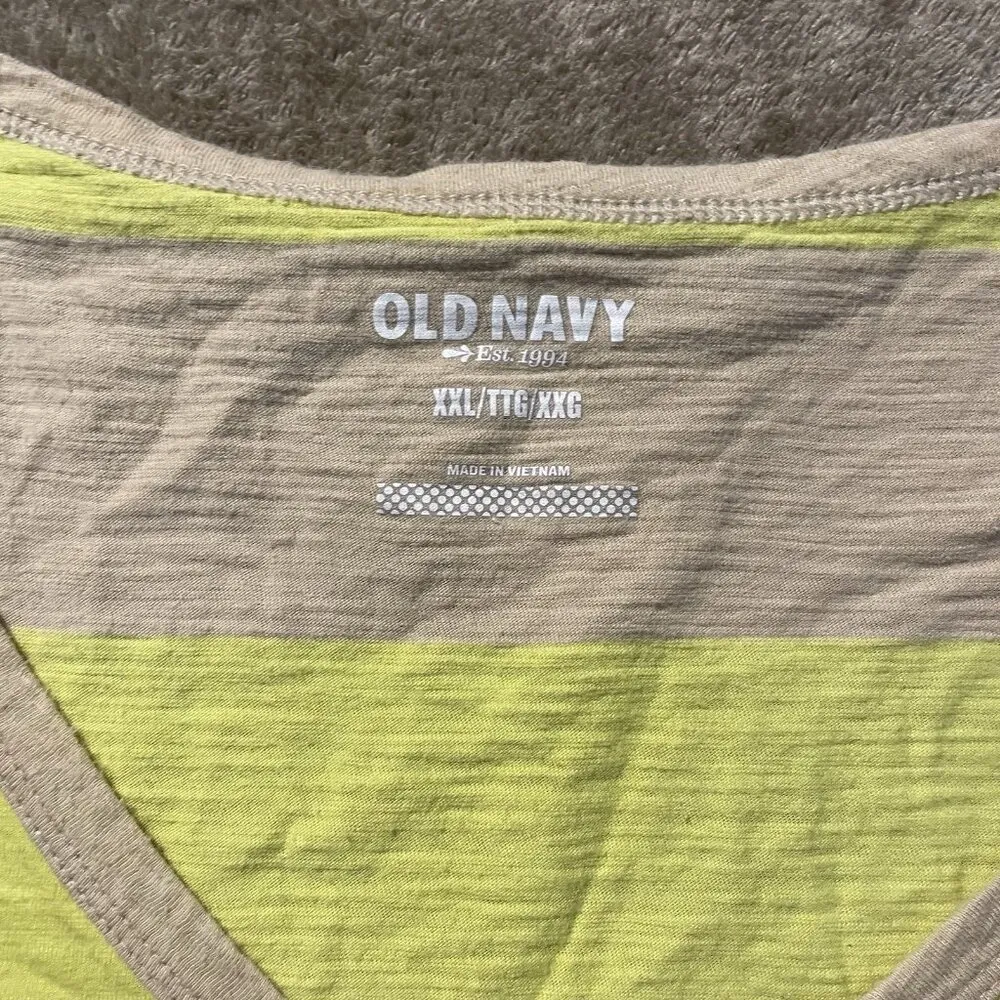 OLD NAVY
Est. 1994
XXL/TTG/XXG
MADE IN VIETNAM